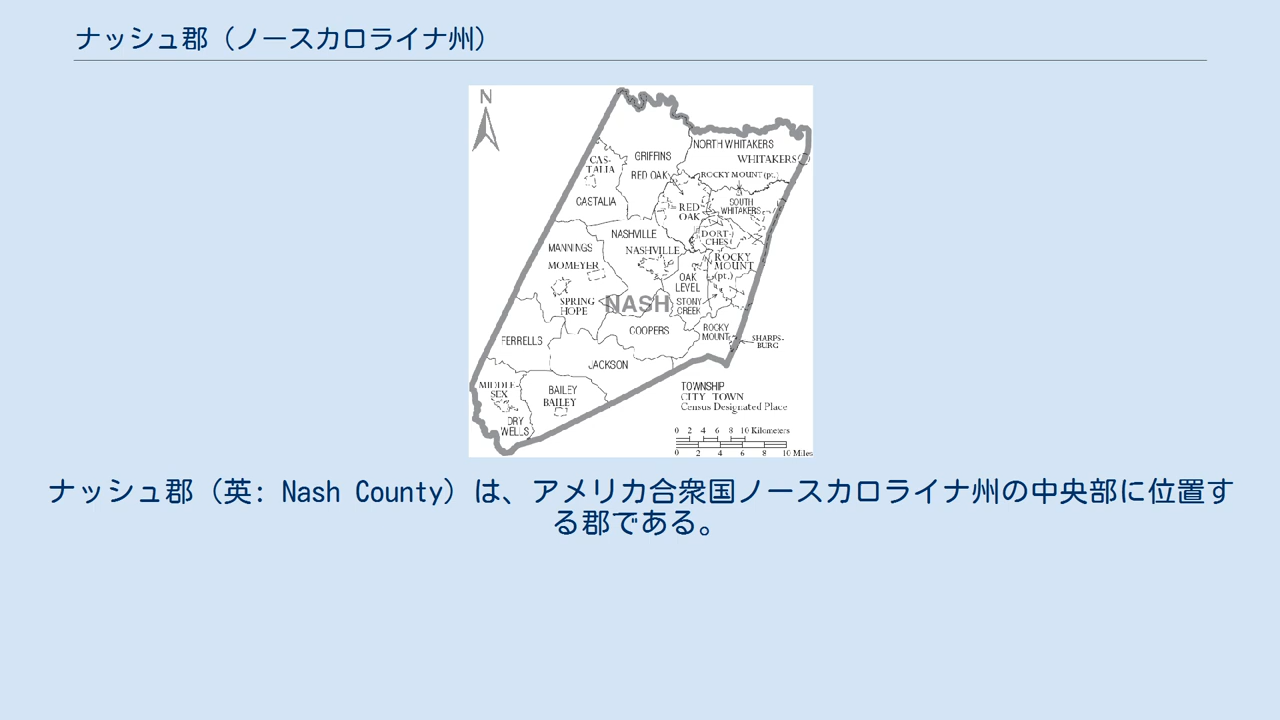 ナッシュ郡（ノースカロライナ州）
N
NORTH WHITAKERS
GRIFFINS
WHITAKERS
CAS-
TALIA
RED OAK
ROCKY MOUNT (pt.)
CASTALIA
SOUTH
WHITAKERS
RED
OAK
NASHVILLE
DORT-
CHES
MANNINGS
NASHVILLE
ROCKY
MOUNT
(pt.)
MOMEYER
OAK
LEVEL
SPRING
HOPE
NASH
STONY
CREEK
COOPERS
ROCKY
MOUNT
FERRELLS
SHARPS-
BURG
JACKSON
MIDDLE-
SEX
BAILEY
BAILEY
DRY
WELLS
TOWNSHIP
CITY TOWN
Census Designated Place
0 2 4 6 8 10 Kilometers
0 2 4 6 8 10 Miles
ナッシュ郡（英: Nash County）は、アメリカ合衆国ノースカロライナ州の中央部に位置す
る郡である。